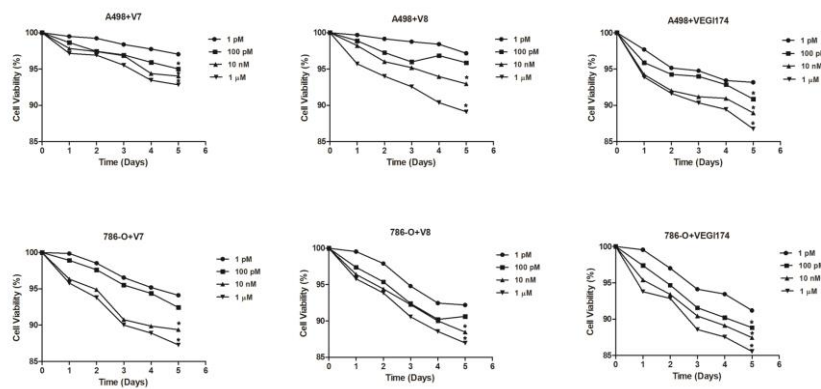 A498+V7
Cell Viability (%)
100
95
90
85
0 1 2 3 4 5 6
Time (Days)
1 pM
100 pM
10 nM
1 μM
* * *
A498+V8
Cell Viability (%)
100
95
90
85
0 1 2 3 4 5 6
Time (Days)
1 pM
100 pM
10 nM
1 μM
* *
A498+VEGI174
Cell Viability (%)
100
95
90
85
0 1 2 3 4 5 6
Time (Days)
1 pM
100 pM
10 nM
1 μM
* * *
786-O+V7
Cell Viability (%)
100
95
90
85
0 1 2 3 4 5 6
Time (Days)
1 pM
100 pM
10 nM
1 μM
* *
786-O+V8
Cell Viability (%)
100
95
90
85
0 1 2 3 4 5 6
Time (Days)
1 pM
100 pM
10 nM
1 μM
* *
786-O+VEGI174
Cell Viability (%)
100
95
90
85
0 1 2 3 4 5 6
Time (Days)
1 pM
100 pM
10 nM
1 μM
* * *